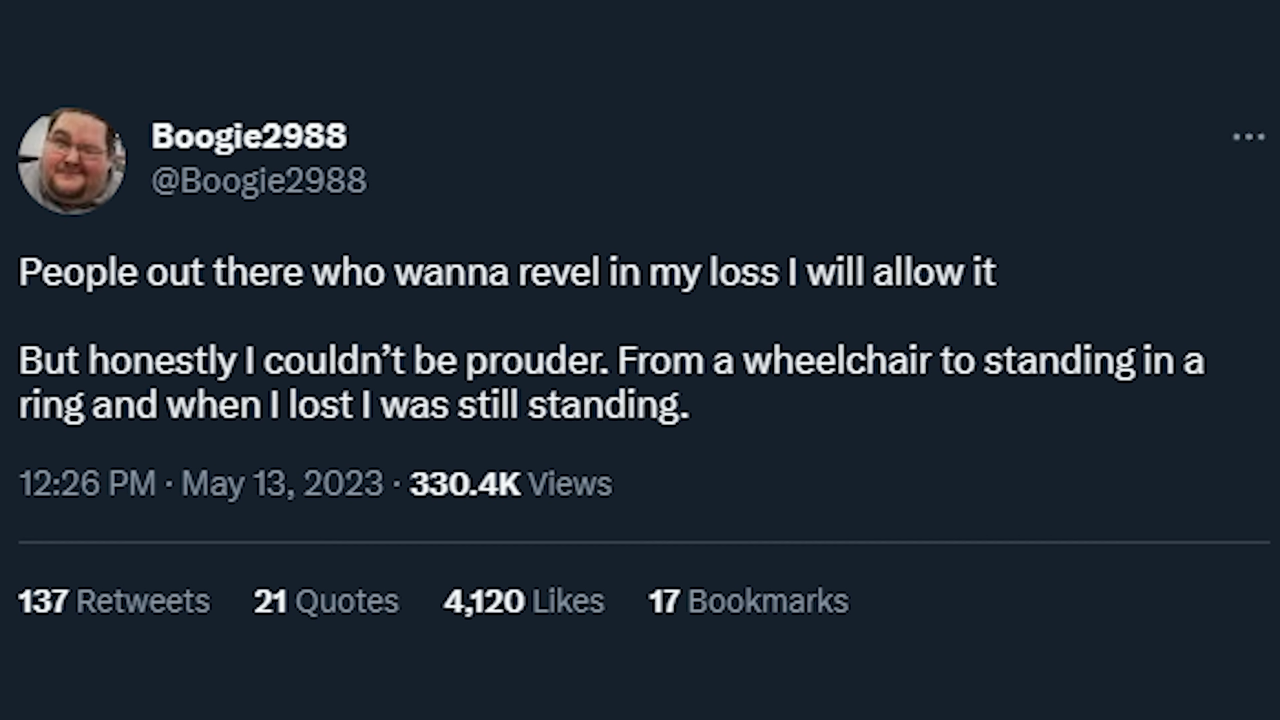 Boogie2988
@Boogie2988
People out there who wanna revel in my loss I will allow it
But honestly I couldn’t be prouder. From a wheelchair to standing in a
ring and when I lost I was still standing.
12:26 PM · May 13, 2023 · 330.4K Views
137 Retweets 21 Quotes 4,120 Likes 17 Bookmarks